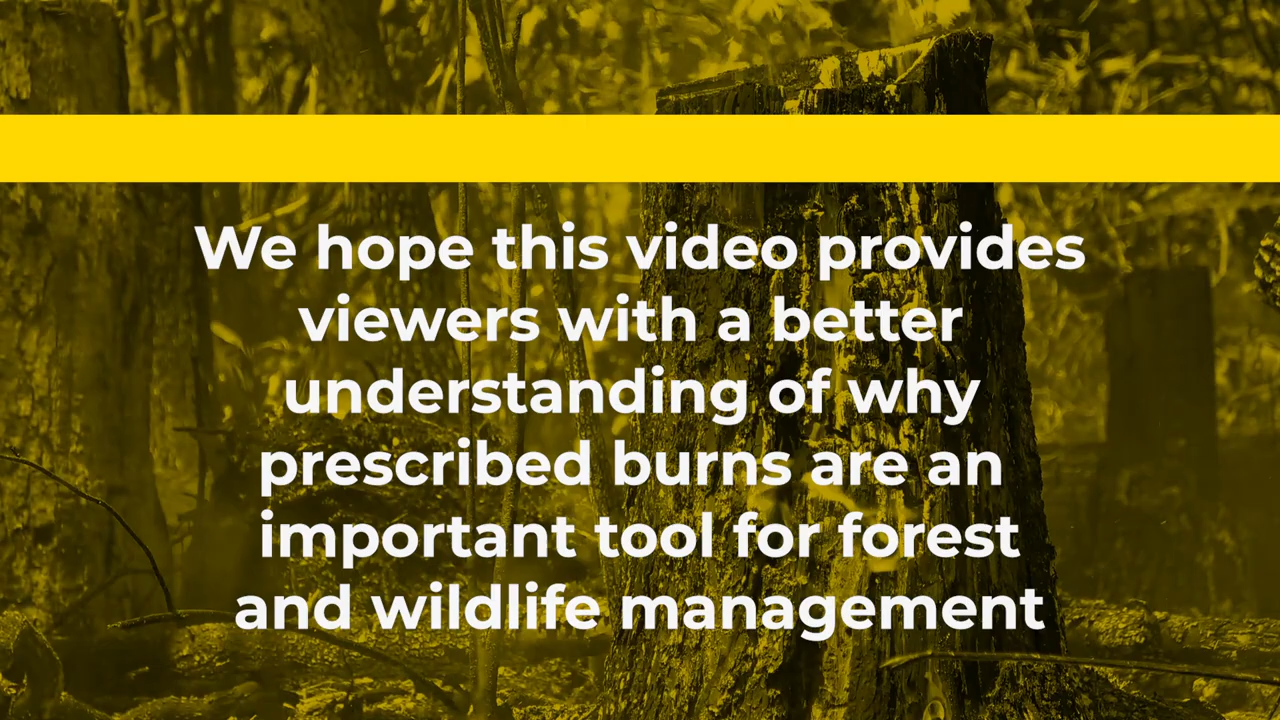 We hope this video provides
viewers with a better
understanding of why
prescribed burns are an
important tool for forest
and wildlife management